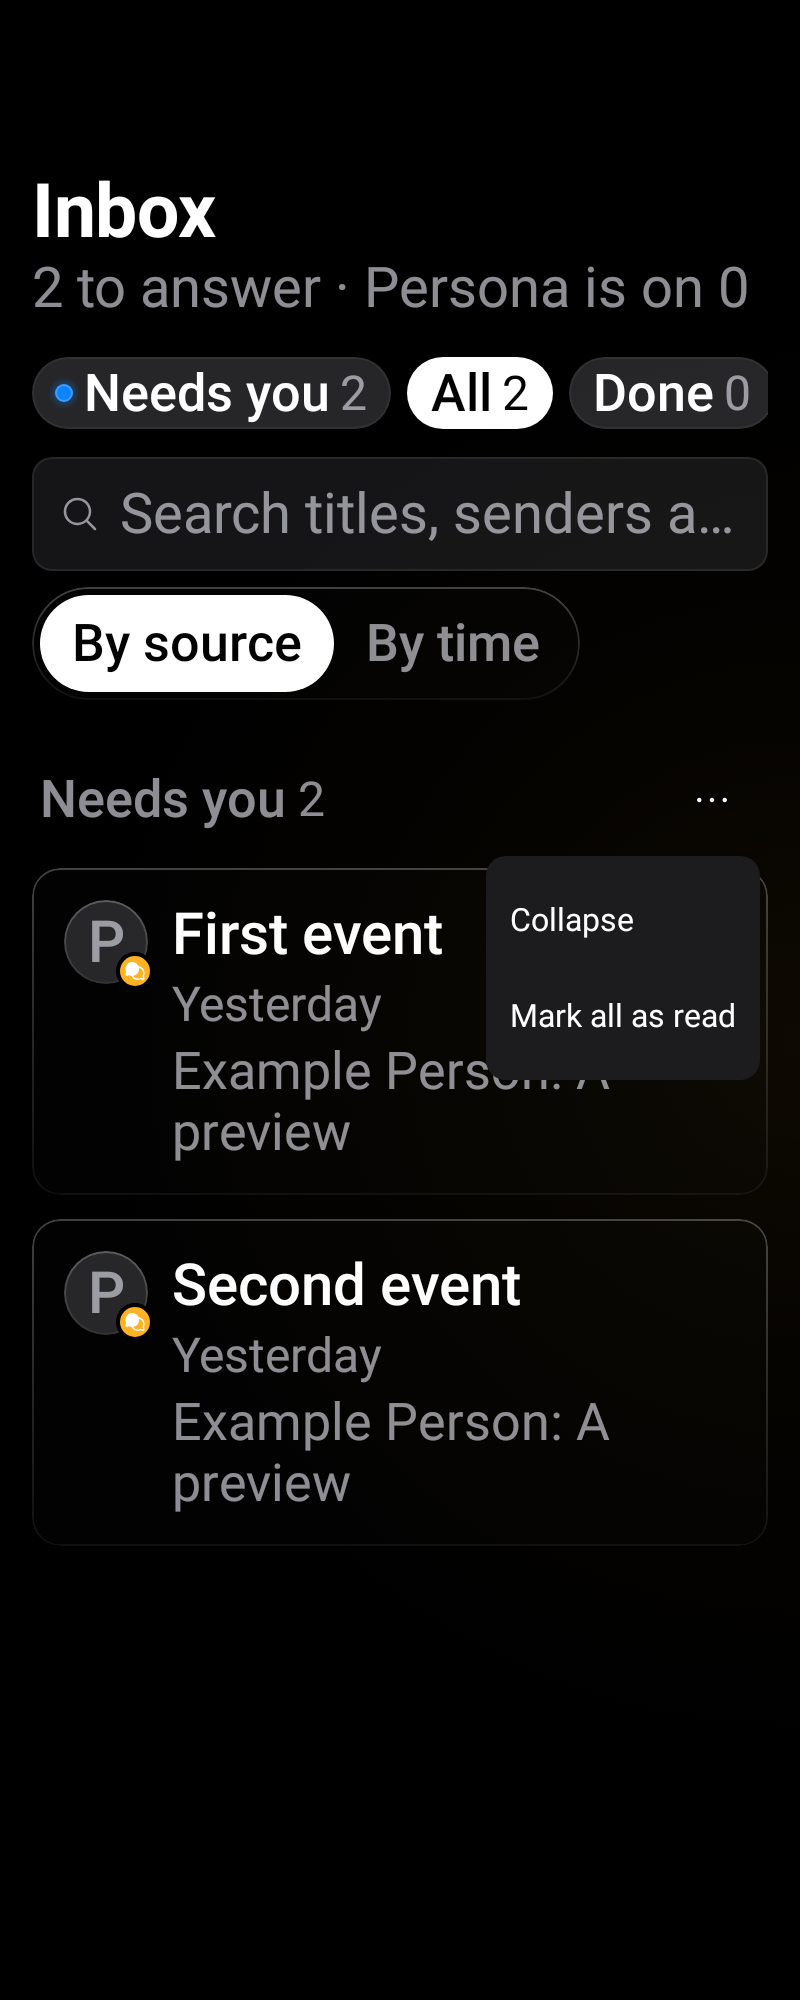 Inbox
2 to answer · Persona is on 0
Needs you 2
All 2
Done 0
Search titles, senders a…
By source
By time
Needs you 2
Collapse
Mark all as read
P
First event
Yesterday
Example Person: A
preview
P
Second event
Yesterday
Example Person: A
preview